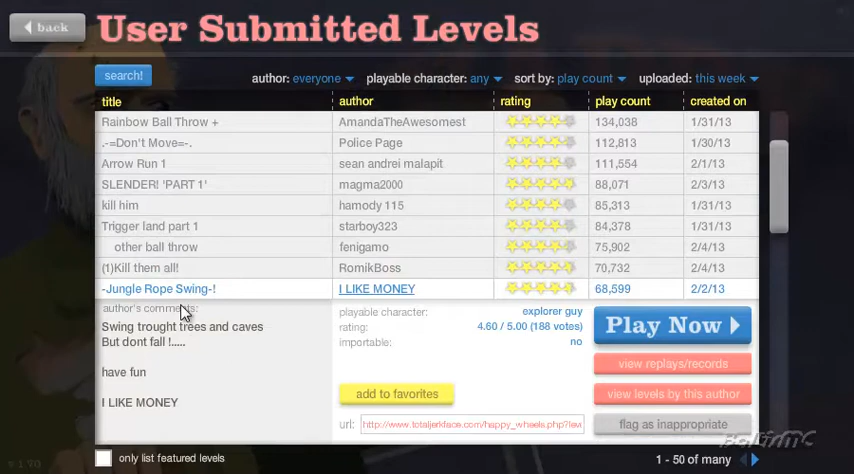 back
User Submitted Levels
search!
author: everyone playable character: any sort by: play count uploaded: this week
title author rating play count created on
Rainbow Ball Throw + AmandaTheAwesomest 134,038 1/31/13
.-=Don't Move=-. Police Page 112,813 1/30/13
Arrow Run 1 sean andrei malapit 111,554 2/1/13
SLENDER! 'PART 1' magma2000 88,071 2/3/13
kill him hamody 115 85,313 1/31/13
Trigger land part 1 starboy323 84,378 1/31/13
other ball throw fenigamo 75,902 2/4/13
(1)Kill them all! RomikBoss 70,732 2/4/13
-Jungle Rope Swing-! I LIKE MONEY 68,599 2/2/13
author's comments:
Swing trought trees and caves
But dont fall !.....
have fun
I LIKE MONEY
playable character: explorer guy
rating: 4.60 / 5.00 (188 votes)
importable: no
add to favorites
url: http://www.totaljerkface.com/happy_wheels.php?leve
Play Now
view replays/records
view levels by this author
flag as inappropriate
only list featured levels
1 - 50 of many